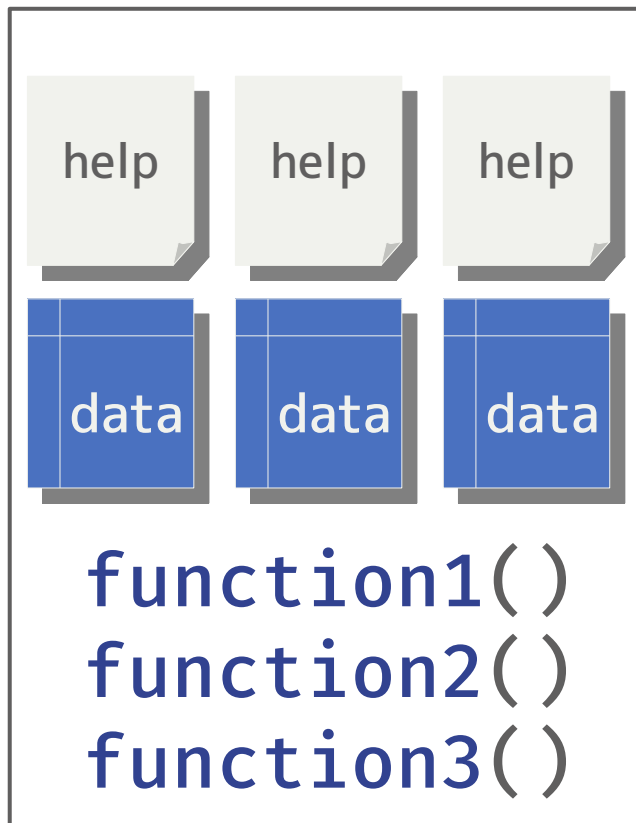 help help help
data data data
function1()
function2()
function3()